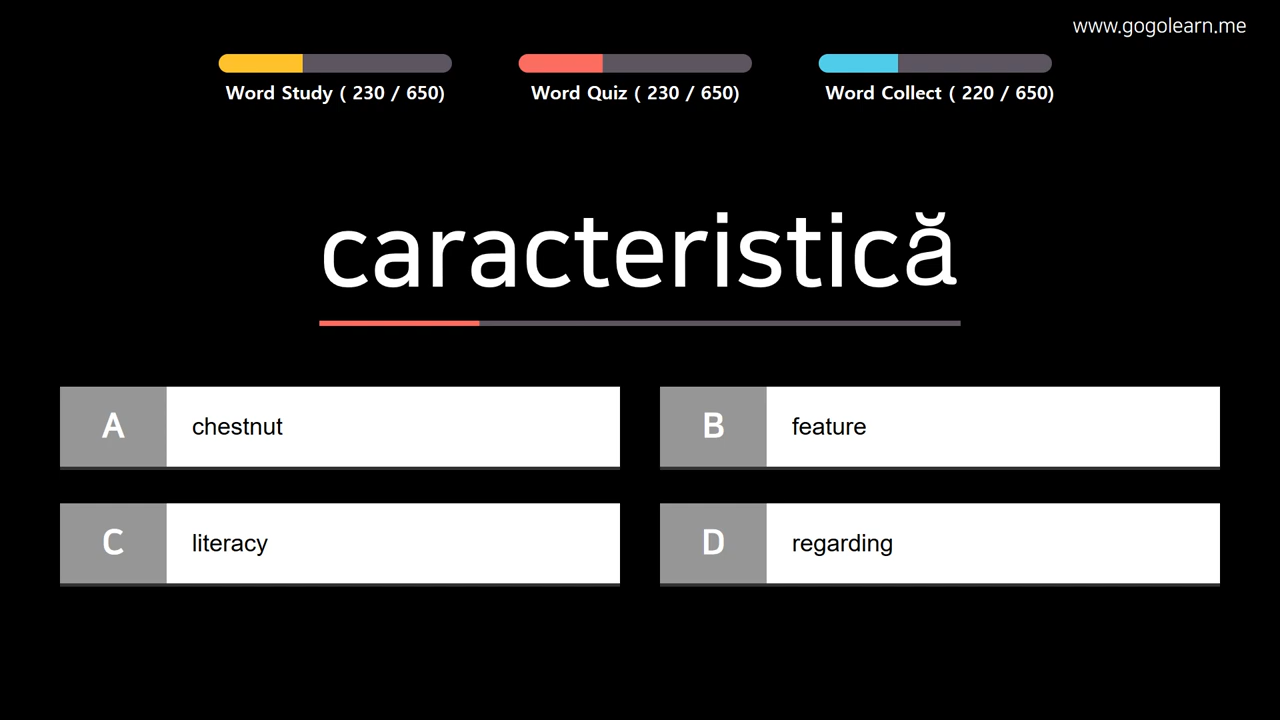 www.gogolearn.me
Word Study ( 230 / 650)
Word Quiz ( 230 / 650)
Word Collect ( 220 / 650)
caracteristică
A
chestnut
B
feature
C
literacy
D
regarding